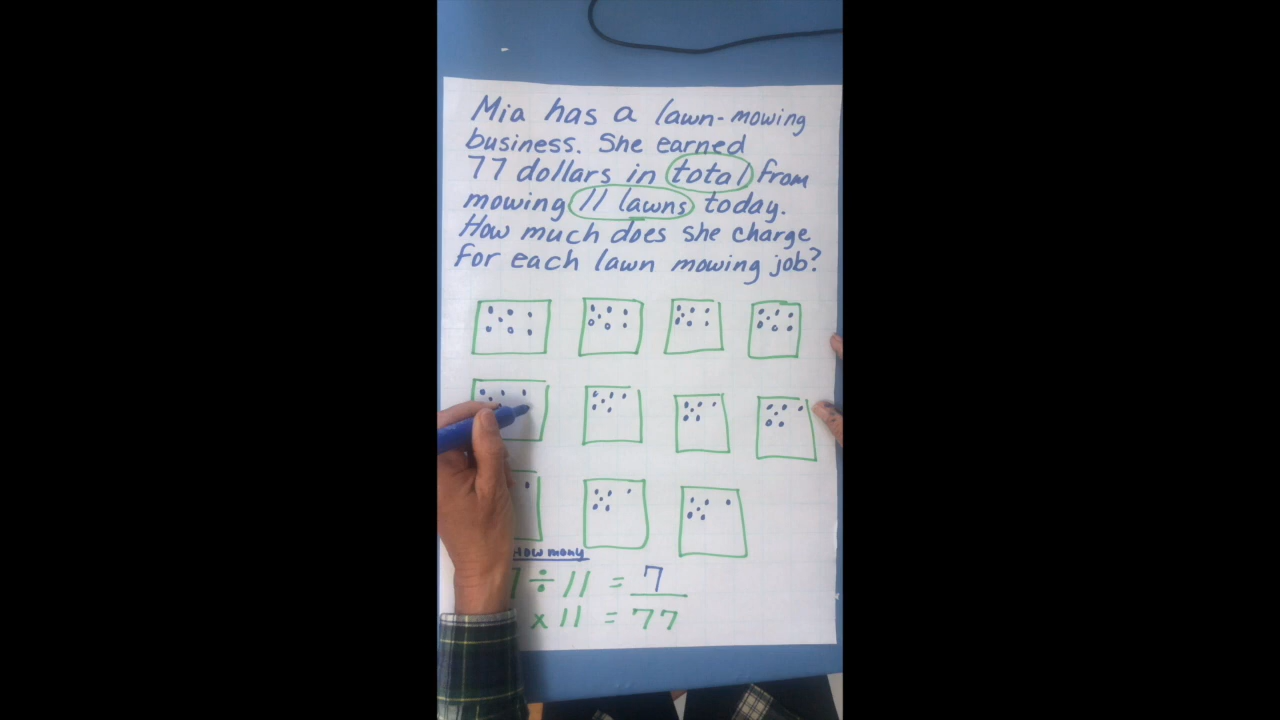 Mia has a lawn-mowing
business. She earned
77 dollars in total from
mowing 11 lawns today.
How much does she charge
for each lawn mowing job?
How many
7 ÷ 11 = 7
x 11 = 77